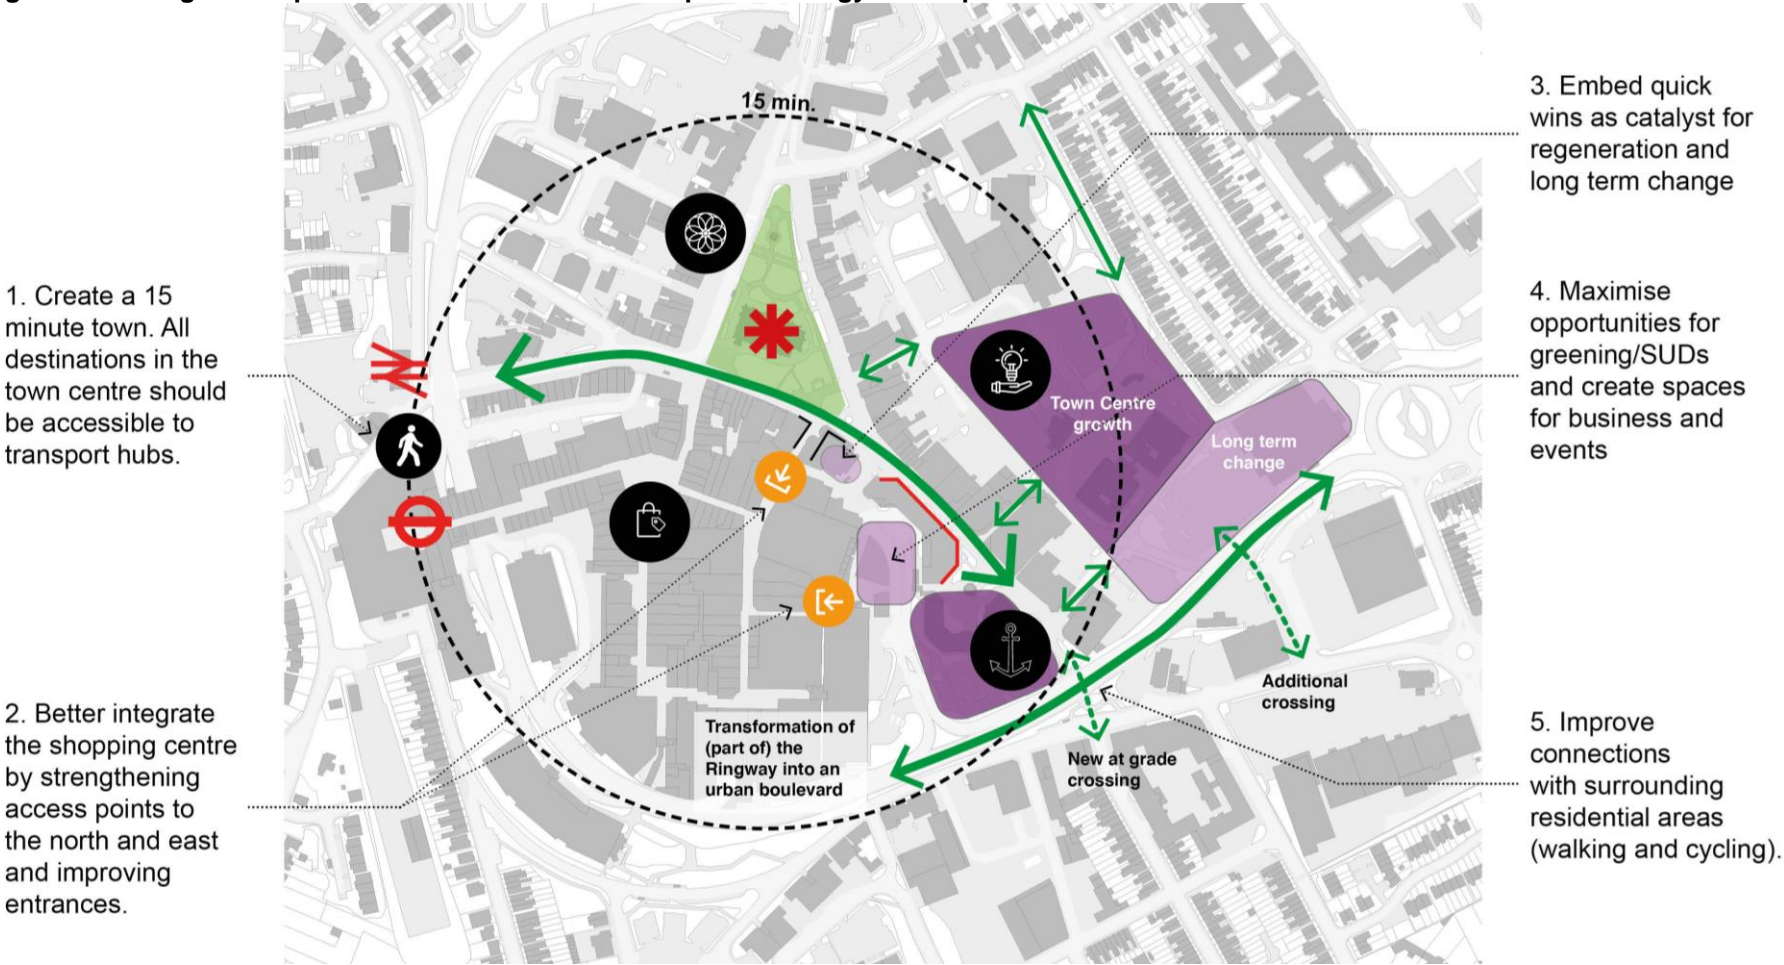 15 min.
1. Create a 15
minute town. All
destinations in the
town centre should
be accessible to
transport hubs.
2. Better integrate
the shopping centre
by strengthening
access points to
the north and east
and improving
entrances.
Town Centre
growth
Long term
change
Transformation of
(part of) the
Ringway into an
urban boulevard
Additional
crossing
New at grade
crossing
3. Embed quick
wins as catalyst for
regeneration and
long term change
4. Maximise
opportunities for
greening/SUDs
and create spaces
for business and
events
5. Improve
connections
with surrounding
residential areas
(walking and cycling).